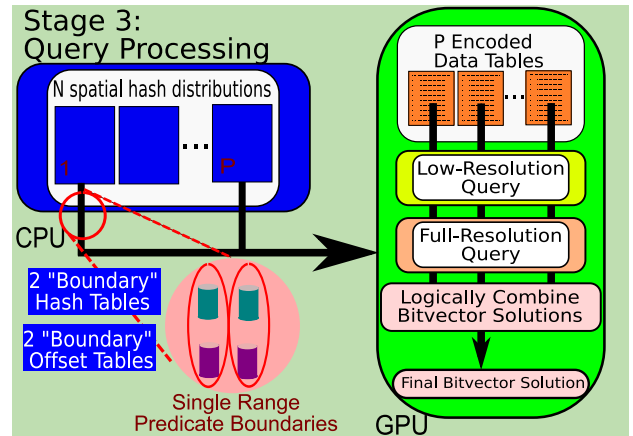 Stage 3:
Query Processing
N spatial hash distributions
1
P
CPU
2 "Boundary"
Hash Tables
2 "Boundary"
Offset Tables
Single Range
Predicate Boundaries
P Encoded
Data Tables
Low-Resolution
Query
Full-Resolution
Query
Logically Combine
Bitvector Solutions
Final Bitvector Solution
GPU